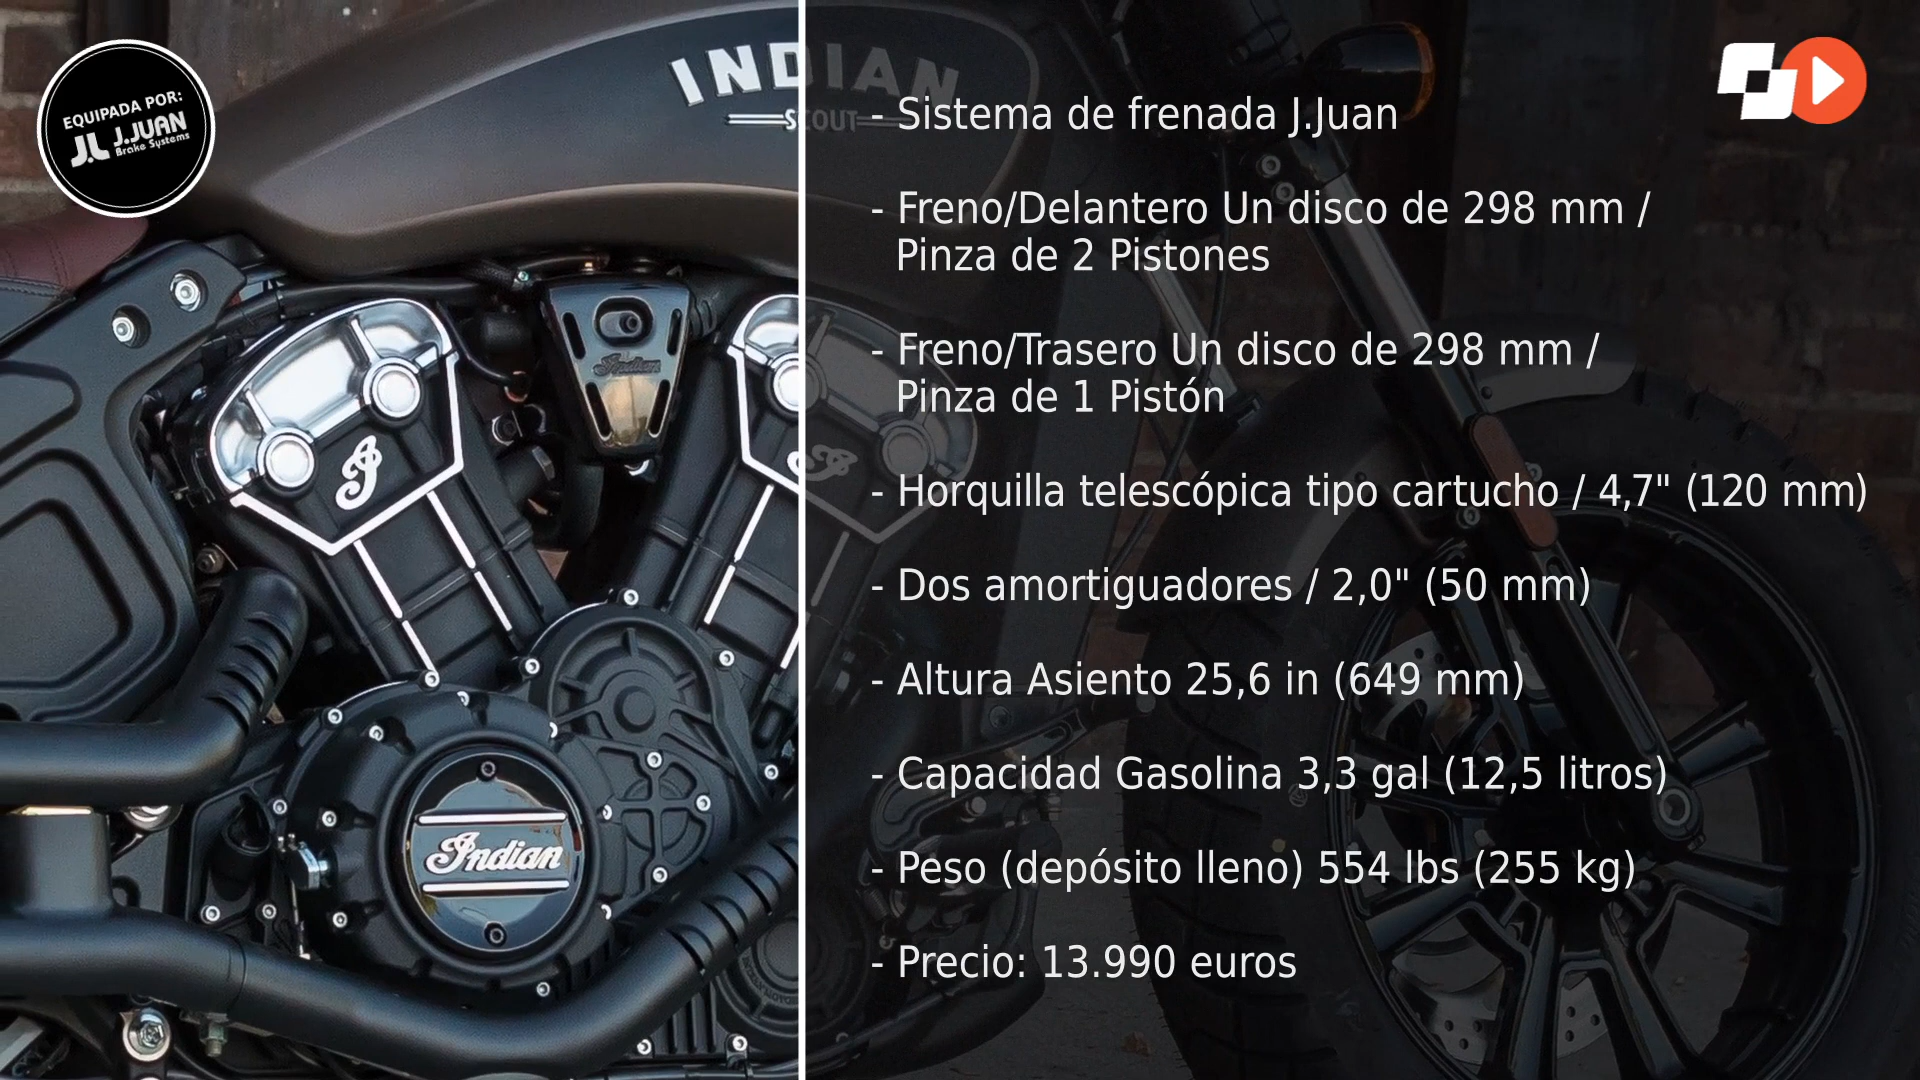 EQUIPADA POR:
J.L J.JUAN
Brake Systems
INDIAN
SCOUT
Indian
Indian
- Sistema de frenada J.Juan
- Freno/Delantero Un disco de 298 mm /
Pinza de 2 Pistones
- Freno/Trasero Un disco de 298 mm /
Pinza de 1 Pistón
- Horquilla telescópica tipo cartucho / 4,7" (120 mm)
- Dos amortiguadores / 2,0" (50 mm)
- Altura Asiento 25,6 in (649 mm)
- Capacidad Gasolina 3,3 gal (12,5 litros)
- Peso (depósito lleno) 554 lbs (255 kg)
- Precio: 13.990 euros